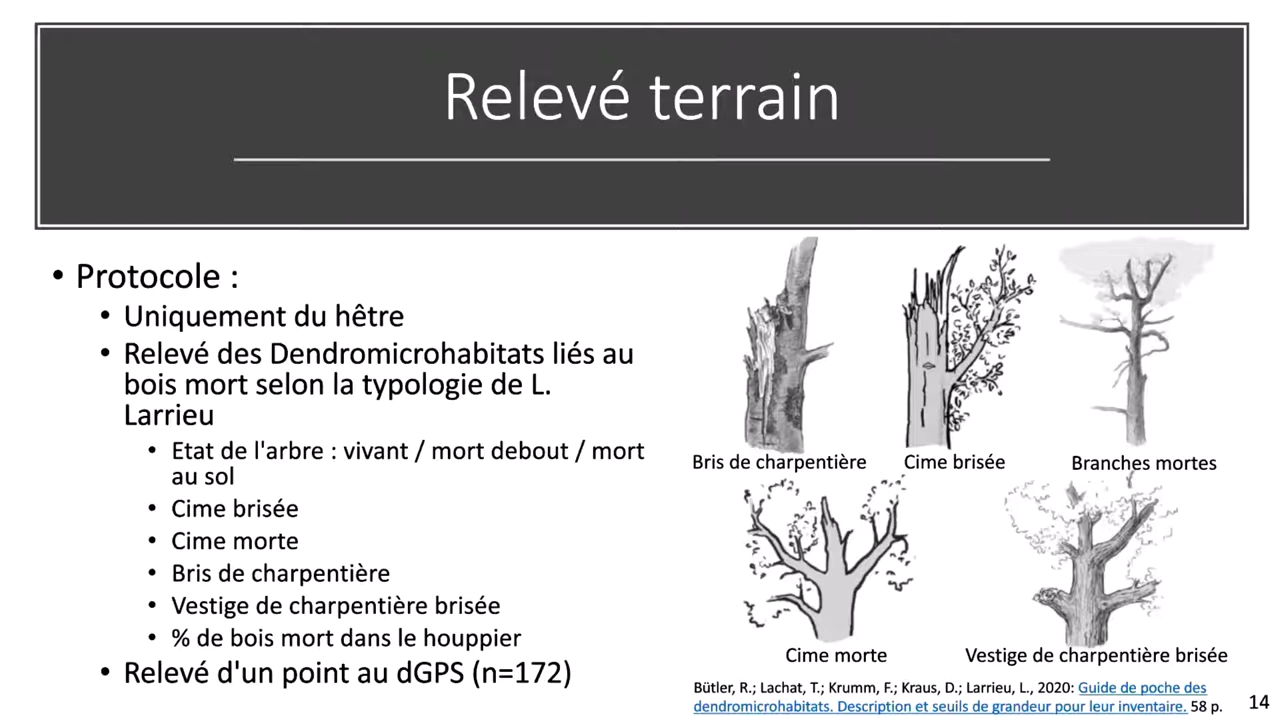 Relevé terrain
• Protocole :
• Uniquement du hêtre
• Relevé des Dendromicrohabitats liés au
bois mort selon la typologie de L.
Larrieu
• Etat de l'arbre : vivant / mort debout / mort
au sol
• Cime brisée
• Cime morte
• Bris de charpentière
• Vestige de charpentière brisée
• % de bois mort dans le houppier
• Relevé d'un point au dGPS (n=172)
Bris de charpentière
Cime brisée
Branches mortes
Cime morte
Vestige de charpentière brisée
Bütler, R.; Lachat, T.; Krumm, F.; Kraus, D.; Larrieu, L., 2020: Guide de poche des
dendromicrohabitats. Description et seuils de grandeur pour leur inventaire. 58 p.
14